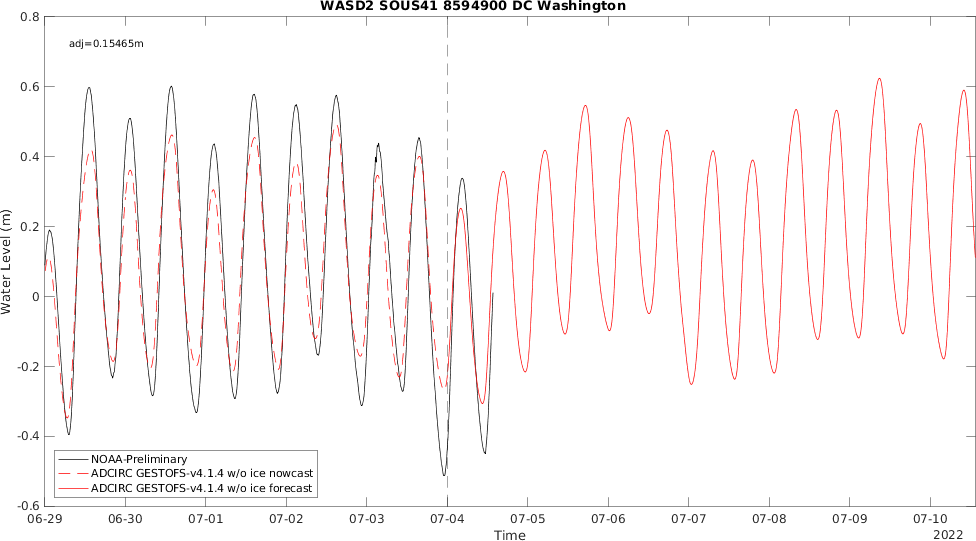 WASD2 SOUS41 8594900 DC Washington
adj=0.15465m
0.8
0.6
0.4
0.2
0
-0.2
-0.4
-0.6
Water Level (m)
NOAA-Preliminary
ADCIRC GESTOFS-v4.1.4 w/o ice nowcast
ADCIRC GESTOFS-v4.1.4 w/o ice forecast
06-29 06-30 07-01 07-02 07-03 07-04 07-05 07-06 07-07 07-08 07-09 07-10
Time
2022